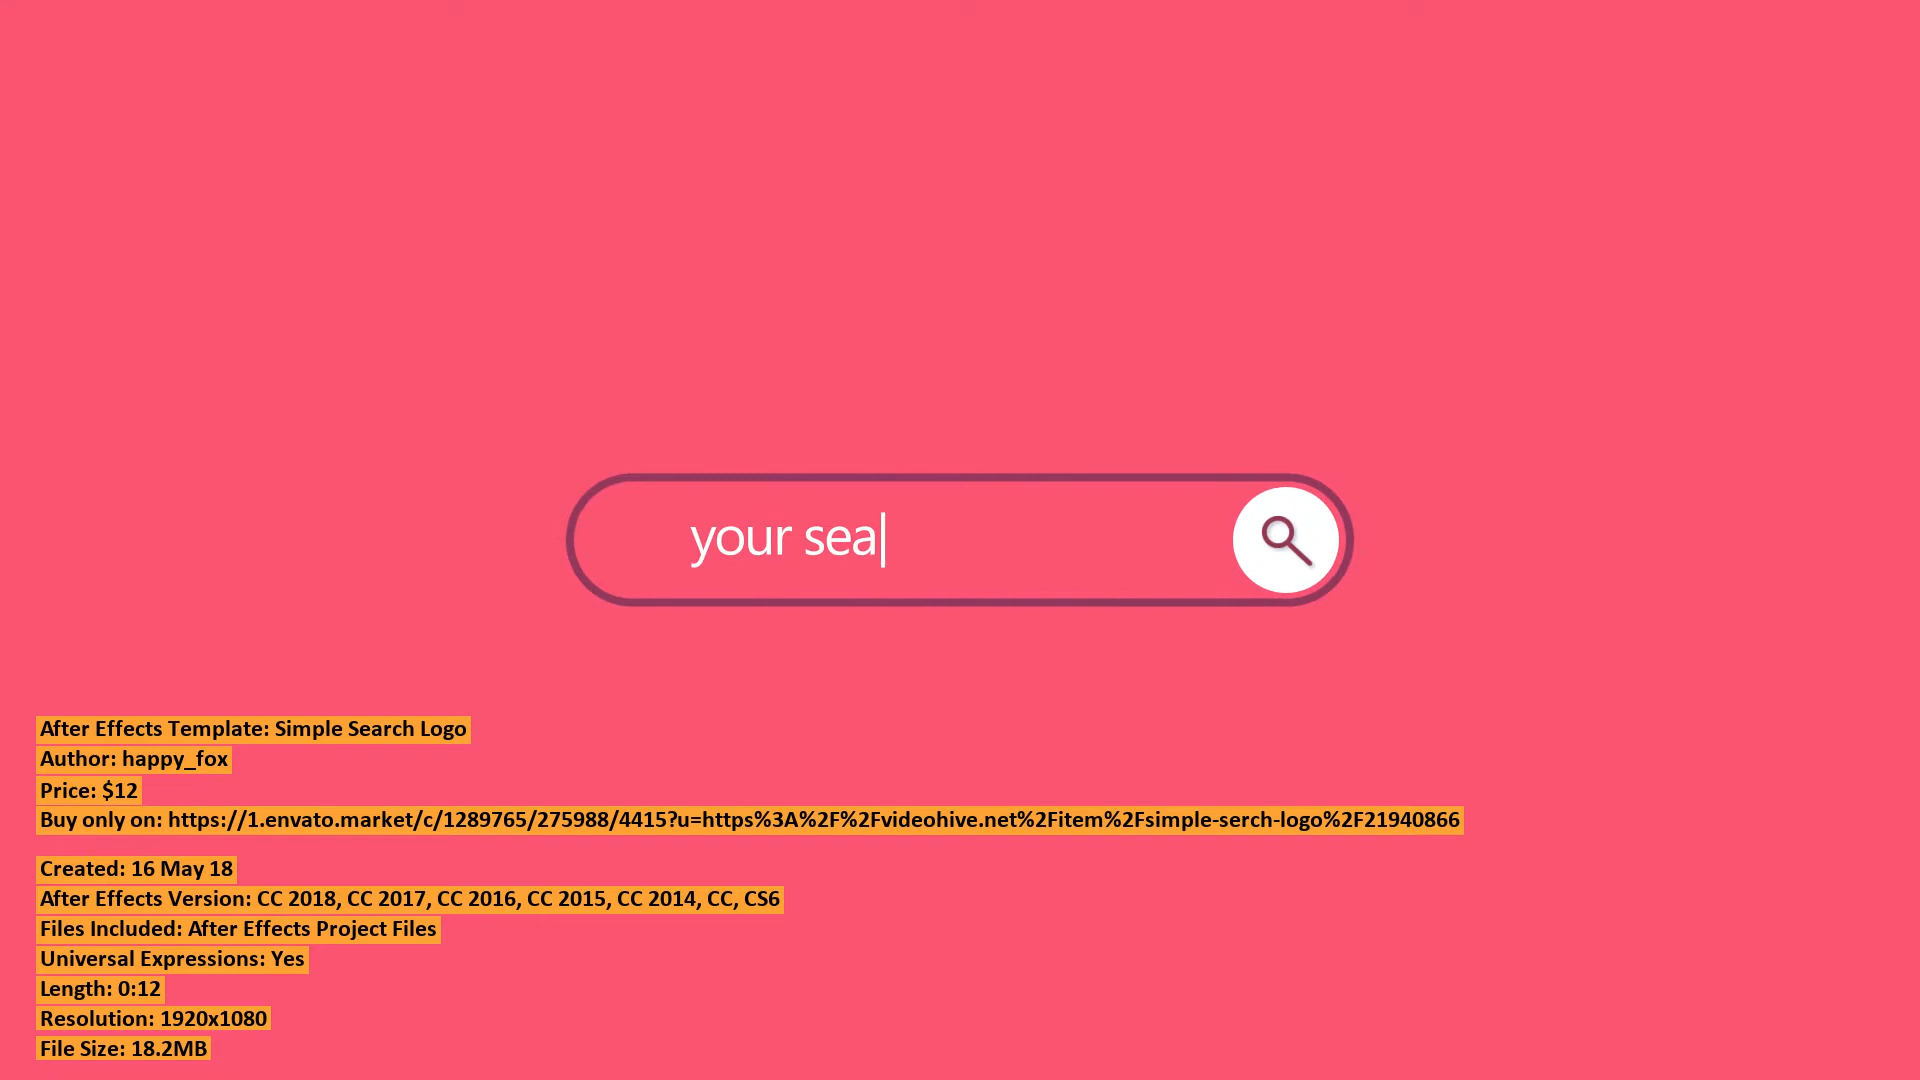 your sea
After Effects Template: Simple Search Logo
Author: happy_fox
Price: $12
Buy only on: https://1.envato.market/c/1289765/275988/4415?u=https%3A%2F%2Fvideohive.net%2Fitem%2Fsimple-serch-logo%2F21940866
Created: 16 May 18
After Effects Version: CC 2018, CC 2017, CC 2016, CC 2015, CC 2014, CC, CS6
Files Included: After Effects Project Files
Universal Expressions: Yes
Length: 0:12
Resolution: 1920x1080
File Size: 18.2MB